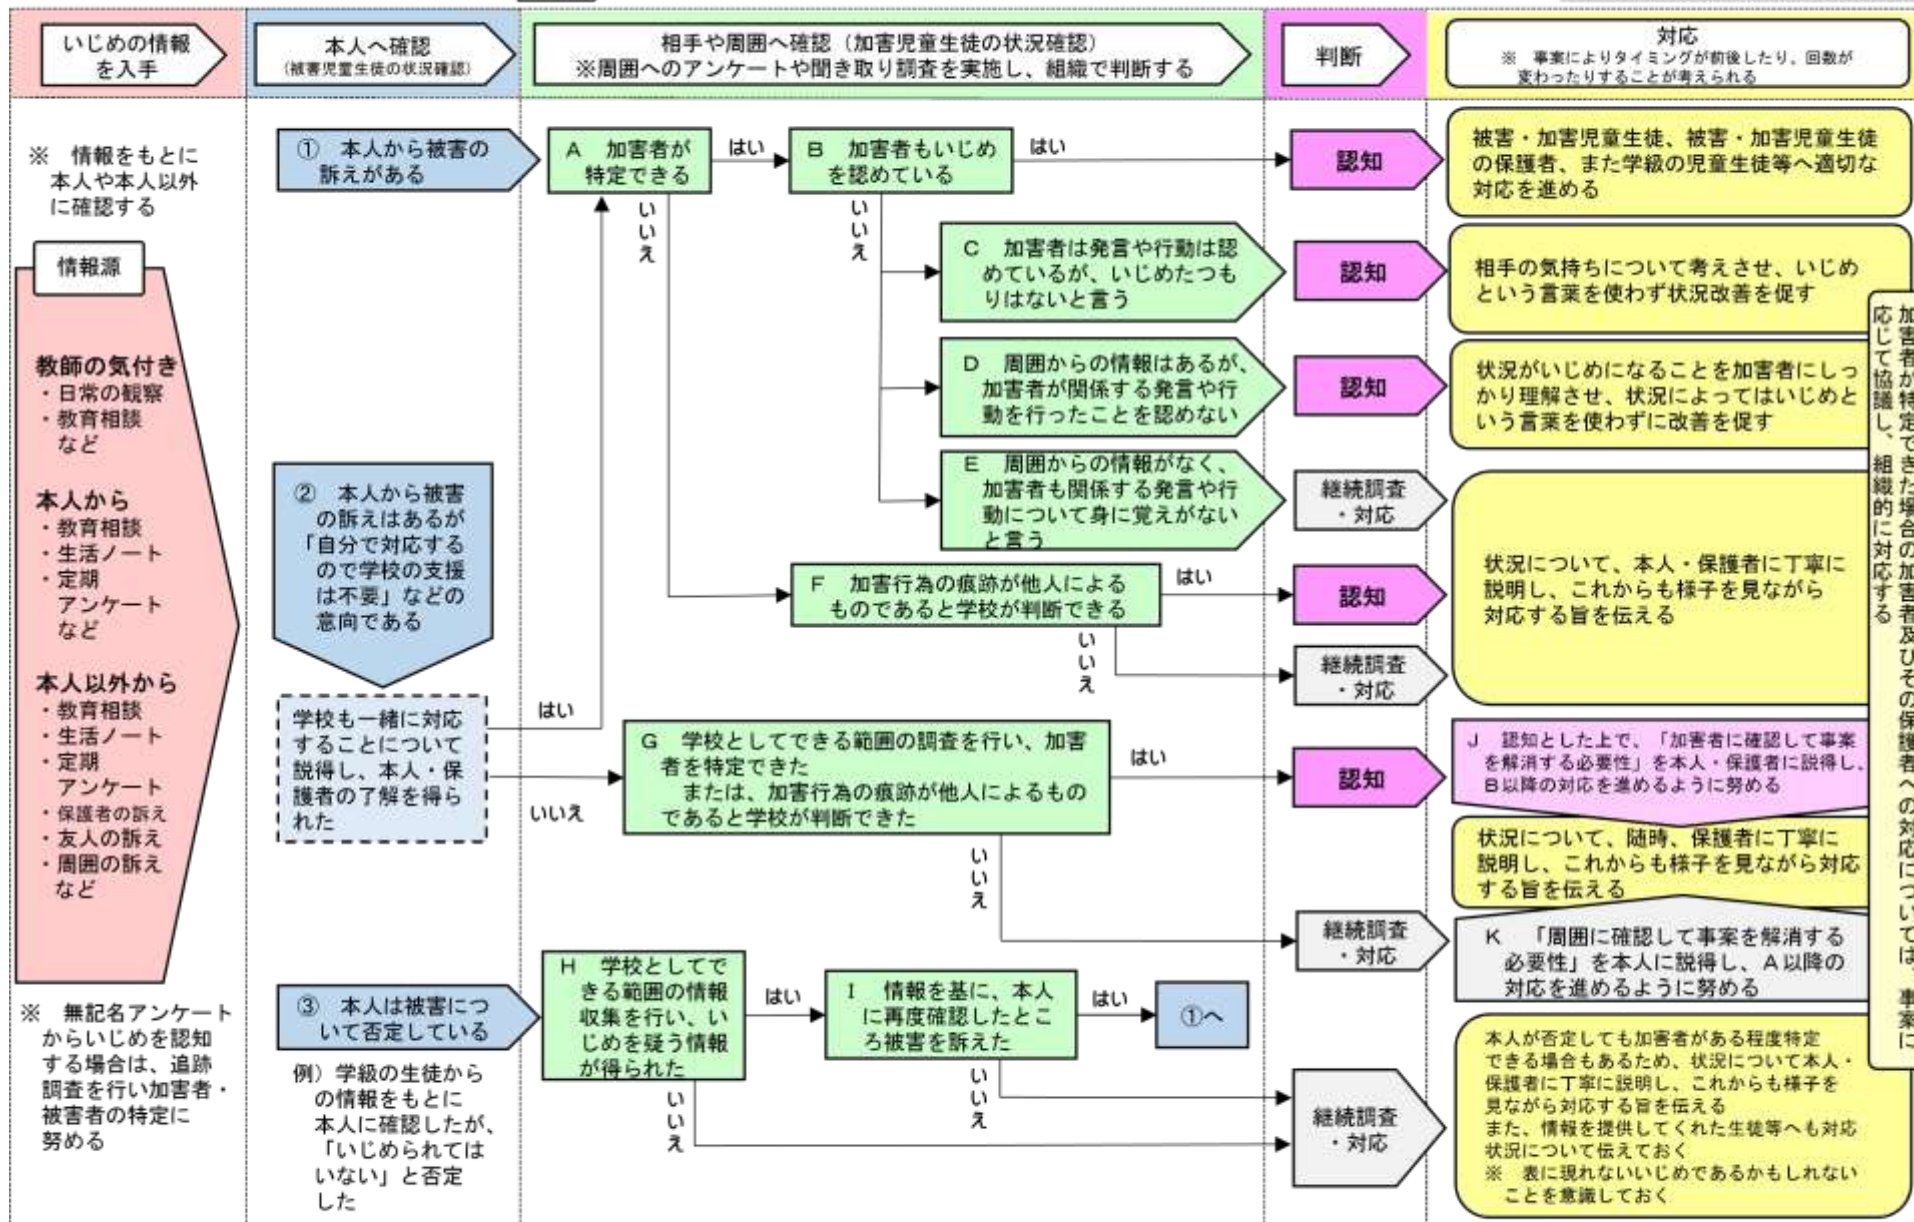 いじめの情報
を入手
本人へ確認
(被害児童生徒の状況確認)
相手や周囲へ確認（加害児童生徒の状況確認）
※周囲へのアンケートや聞き取り調査を実施し、組織で判断する
判断
対応
※　事案によりタイミングが前後したり、回数が
変わったりすることが考えられる
※　情報をもとに
本人や本人以外
に確認する
情報源
教師の気付き
・日常の観察
・教育相談
など
本人から
・教育相談
・生活ノート
・定期
アンケート
など
本人以外から
・教育相談
・生活ノート
・定期
アンケート
・保護者の訴え
・友人の訴え
・周囲の訴え
など
※　無記名アンケート
からいじめを認知
する場合は、追跡
調査を行い加害者・
被害者の特定に
努める
①　本人から被害の
訴えがある
②　本人から被害
の訴えはあるが
「自分で対応する
ので学校の支援
は不要」などの
意向である
学校も一緒に対応
することについて
説得し、本人・保
護者の了解を得ら
れた
はい
いいえ
③　本人は被害につ
いて否定している
例）学級の生徒から
の情報をもとに
本人に確認したが、
「いじめられては
いない」と否定
した
A　加害者が
特定できる
はい
いいえ
B　加害者もいじめ
を認めている
はい
いいえ
C　加害者は発言や行動は認
めているが、いじめたつも
りはないと言う
D　周囲からの情報はあるが、
加害者が関係する発言や行
動を行ったことを認めない
E　周囲からの情報がなく、
加害者も関係する発言や行
動について身に覚えがない
と言う
F　加害行為の痕跡が他人による
ものであると学校が判断できる
はい
いいえ
G　学校としてできる範囲の調査を行い、加害
者を特定できた
または、加害行為の痕跡が他人によるもの
であると学校が判断できた
はい
いいえ
H　学校としてで
きる範囲の情報
収集を行い、い
じめを疑う情報
が得られた
はい
いいえ
I　情報を基に、本人
に再度確認したとこ
ろ被害を訴えた
はい
いいえ
①へ
認知
認知
認知
継続調査
・対応
認知
継続調査
・対応
認知
継続調査
・対応
継続調査
・対応
被害・加害児童生徒、被害・加害児童生徒
の保護者、また学級の児童生徒等へ適切な
対応を進める
相手の気持ちについて考えさせ、いじめ
という言葉を使わず状況改善を促す
状況がいじめになることを加害者にしっ
かり理解させ、状況によってはいじめと
いう言葉を使わずに改善を促す
状況について、本人・保護者に丁寧に
説明し、これからも様子を見ながら
対応する旨を伝える
J　認知とした上で、「加害者に確認して事案
を解消する必要性」を本人・保護者に説得し、
B以降の対応を進めるように努める
状況について、随時、保護者に丁寧に
説明し、これからも様子を見ながら対応
する旨を伝える
K　「周囲に確認して事案を解消する
必要性」を本人に説得し、A以降の
対応を進めるように努める
本人が否定しても加害者がある程度特定
できる場合もあるため、状況について本人・
保護者に丁寧に説明し、これからも様子を
見ながら対応する旨を伝える
また、情報を提供してくれた生徒等へも対応
状況について伝えておく
※　表に現れないいじめであるかもしれない
ことを意識しておく
加害者が特定できた場合の加害者及びその保護者への対応については、事案に
応じて協議し、組織的に対応する